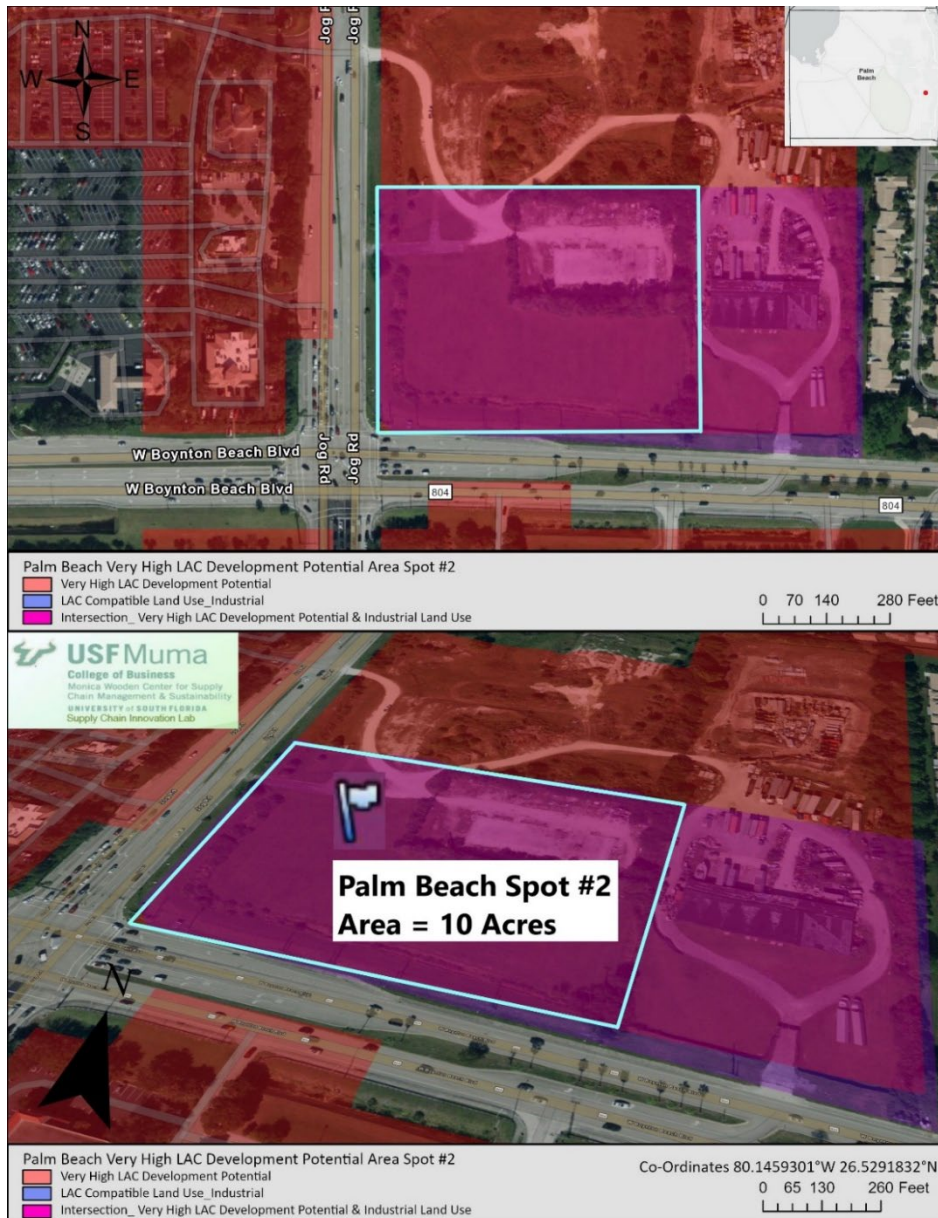 N
W E
S
Jog Rd
Jog Rd
Palm
Beach
W Boynton Beach Blvd
Jog Rd
Jog Rd
W Boynton Beach Blvd
804
804
Palm Beach Very High LAC Development Potential Area Spot #2
Very High LAC Development Potential
LAC Compatible Land Use_Industrial
Intersection_ Very High LAC Development Potential & Industrial Land Use
0 70 140 280 Feet
USF Muma
College of Business
Monica Wooden Center for Supply
Chain Management & Sustainability
UNIVERSITY of SOUTH FLORIDA
Supply Chain Innovation Lab
Palm Beach Spot #2
Area = 10 Acres
N
Palm Beach Very High LAC Development Potential Area Spot #2
Very High LAC Development Potential
LAC Compatible Land Use_Industrial
Intersection_ Very High LAC Development Potential & Industrial Land Use
Co-Ordinates 80.1459301°W 26.5291832°N
0 65 130 260 Feet